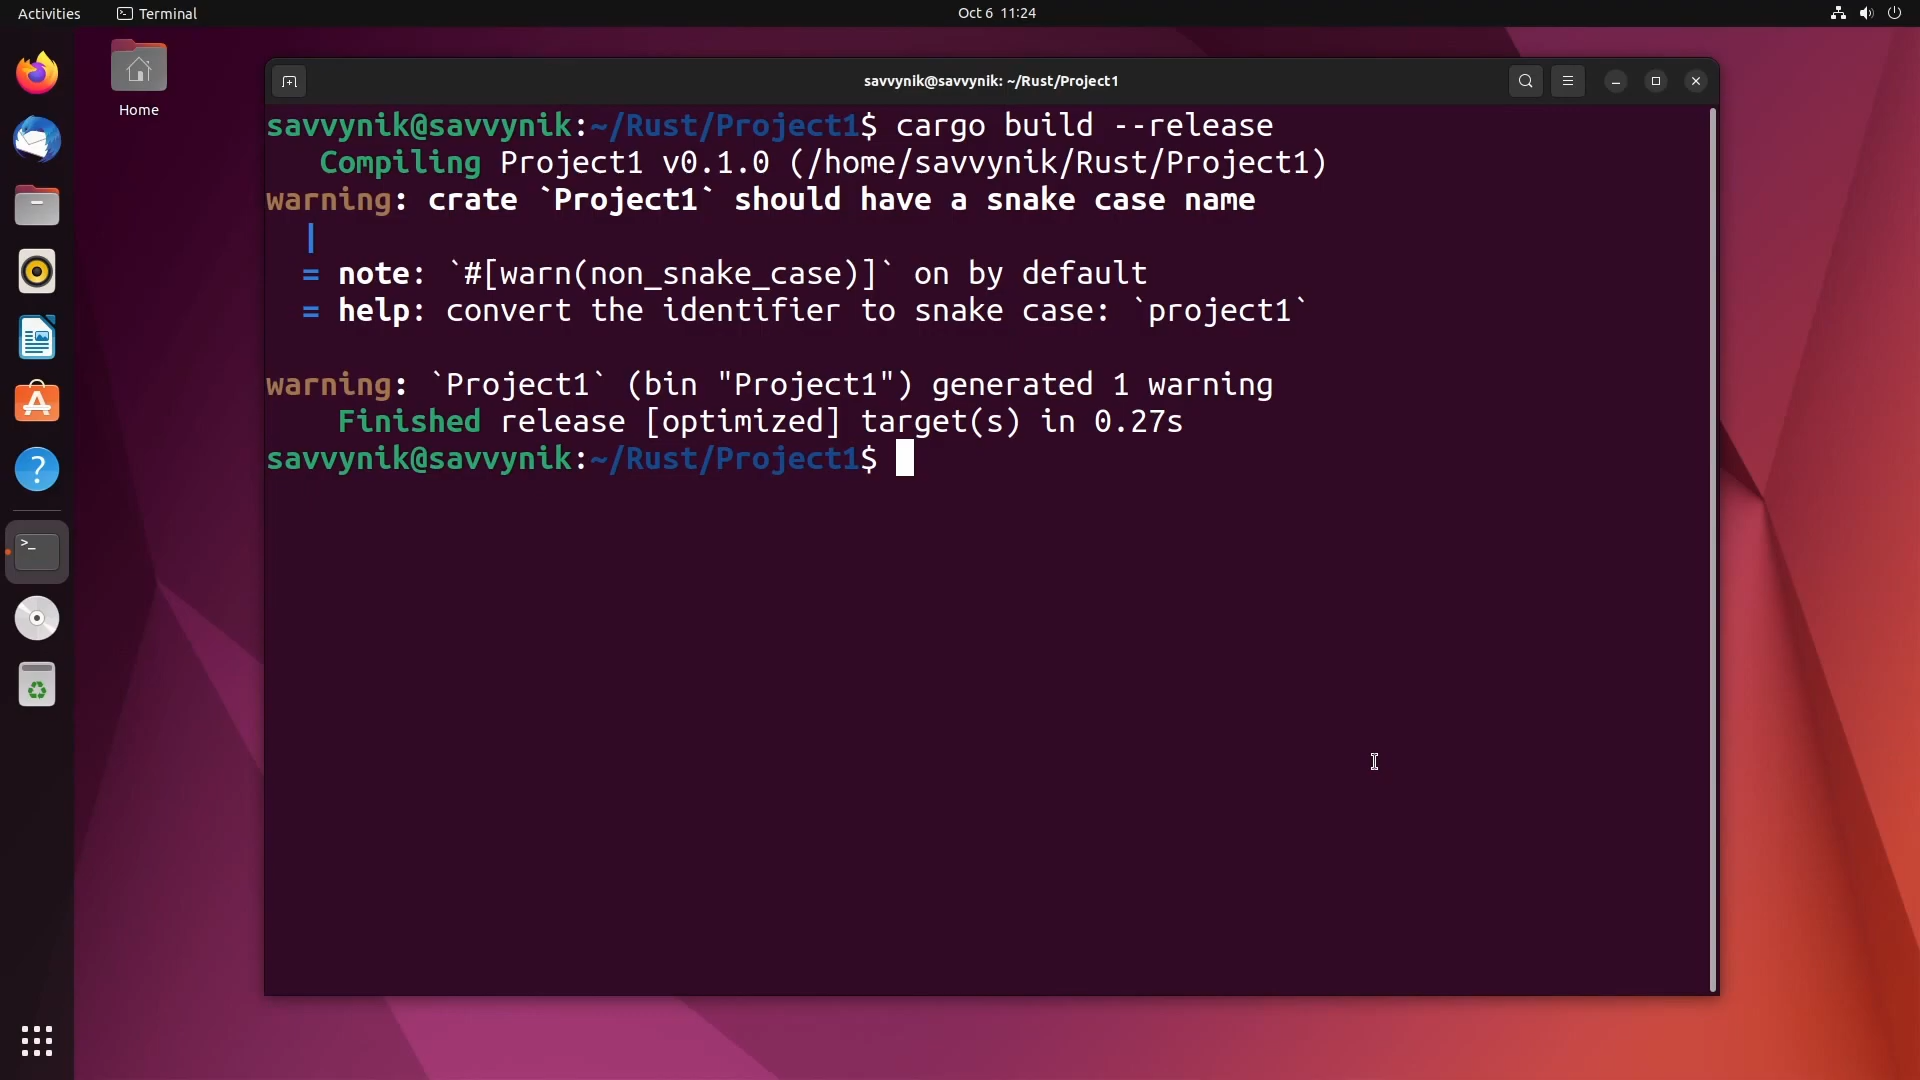 Activities
Terminal
Oct 6 11:24
Home
savvynik@savvynik: ~/Rust/Project1
savvynik@savvynik:~/Rust/Project1$ cargo build --release
   Compiling Project1 v0.1.0 (/home/savvynik/Rust/Project1)
warning: crate `Project1` should have a snake case name
  |
  = note: `#[warn(non_snake_case)]` on by default
  = help: convert the identifier to snake case: `project1`
warning: `Project1` (bin "Project1") generated 1 warning
    Finished release [optimized] target(s) in 0.27s
savvynik@savvynik:~/Rust/Project1$